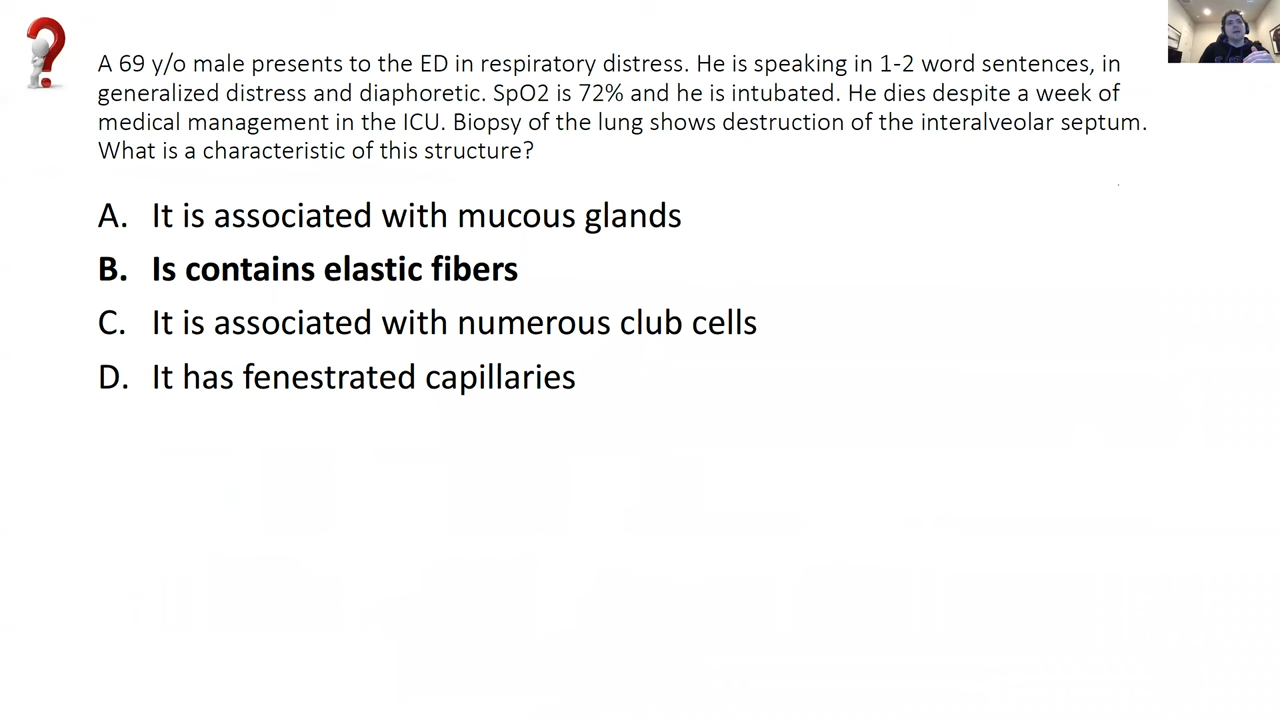 A 69 y/o male presents to the ED in respiratory distress. He is speaking in 1-2 word sentences, in
generalized distress and diaphoretic. SpO2 is 72% and he is intubated. He dies despite a week of
medical management in the ICU. Biopsy of the lung shows destruction of the interalveolar septum.
What is a characteristic of this structure?
A. It is associated with mucous glands
B. Is contains elastic fibers
C. It is associated with numerous club cells
D. It has fenestrated capillaries